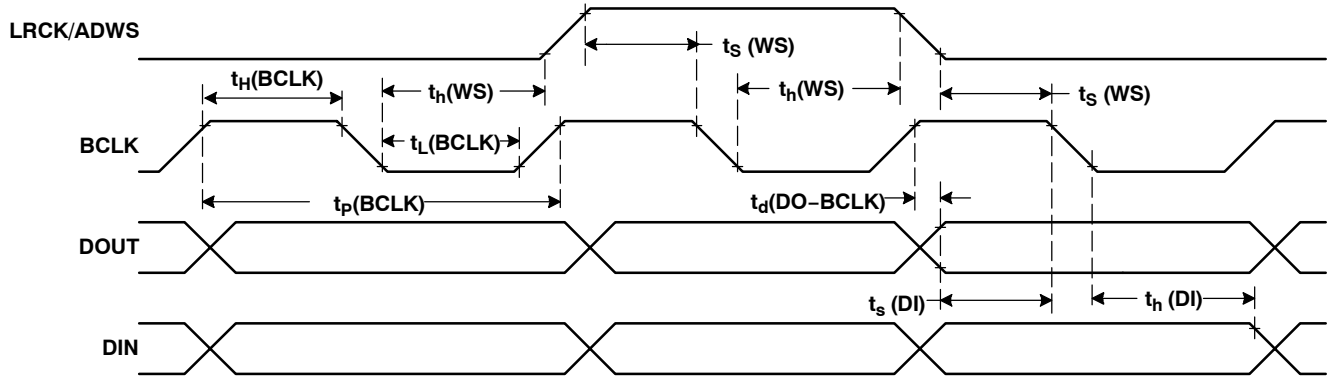 LRCK/ADWS
tS (WS)
tH(BCLK)
th(WS)
th(WS)
tS (WS)
BCLK
tL(BCLK)
tP(BCLK)
td(DO−BCLK)
DOUT
ts (DI)
th (DI)
DIN